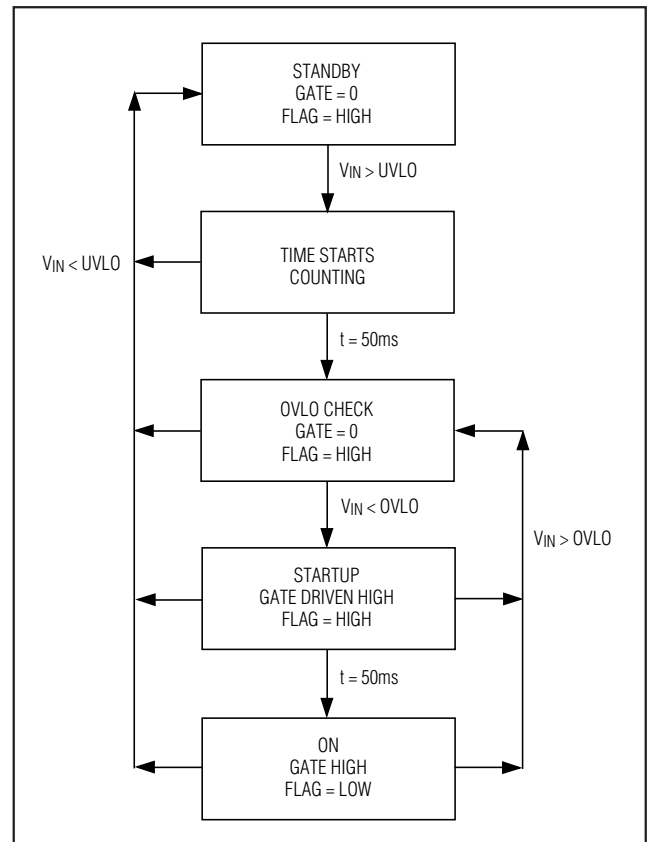 STANDBY
GATE = 0
FLAG = HIGH
VIN > UVLO
TIME STARTS
COUNTING
VIN < UVLO
t = 50ms
OVLO CHECK
GATE = 0
FLAG = HIGH
VIN < OVLO
VIN > OVLO
STARTUP
GATE DRIVEN HIGH
FLAG = HIGH
t = 50ms
ON
GATE HIGH
FLAG = LOW